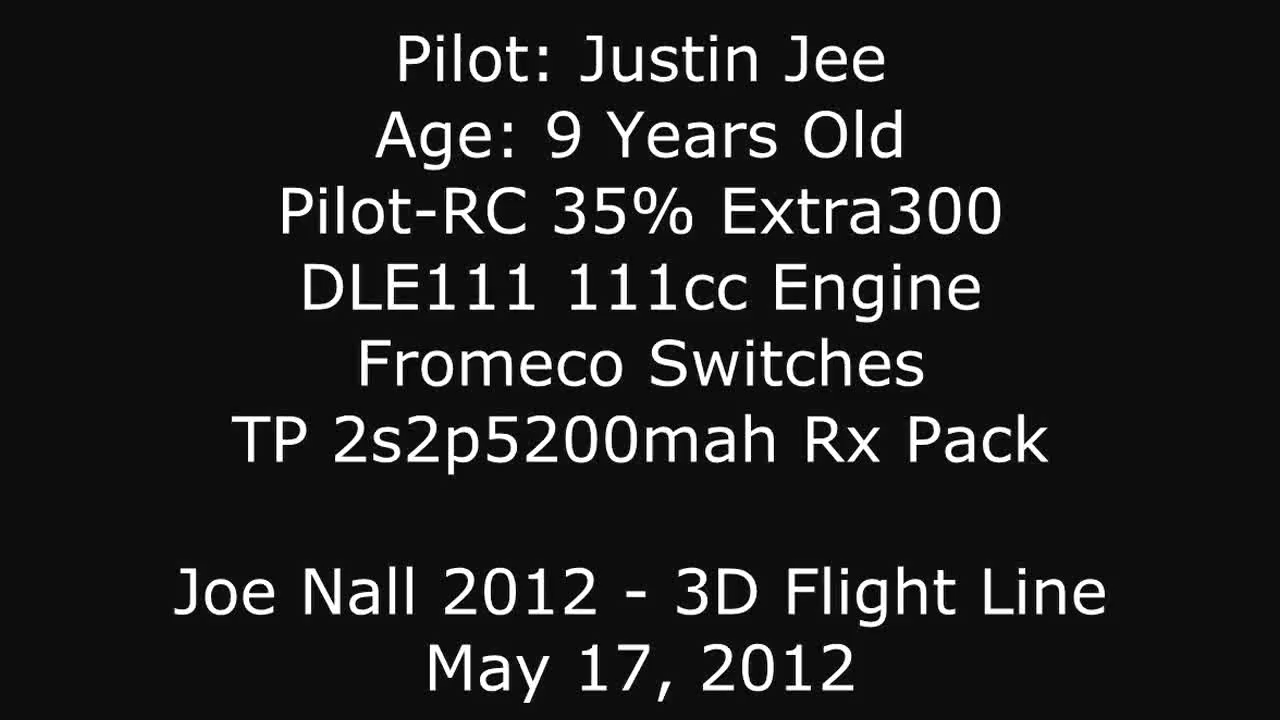 Pilot: Justin Jee
Age: 9 Years Old
Pilot-RC 35% Extra300
DLE111 111cc Engine
Fromeco Switches
TP 2s2p5200mah Rx Pack
Joe Nall 2012 - 3D Flight Line
May 17, 2012